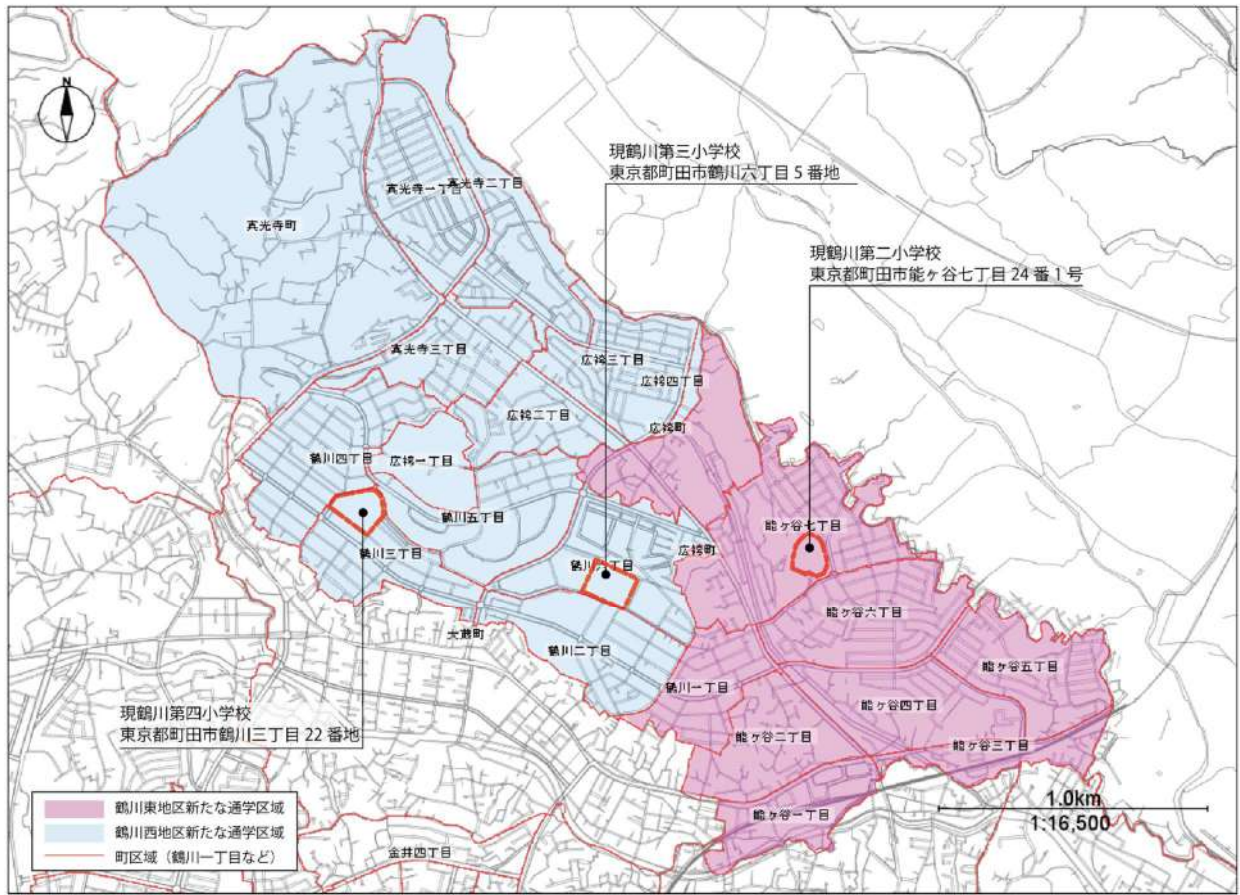 N
現鶴川第三小学校
東京都町田市鶴川六丁目5番地
真光寺一丁目
真光寺二丁目
真光寺町
現鶴川第二小学校
東京都町田市能ヶ谷七丁目24番1号
真光寺三丁目
広袴三丁目
広袴四丁目
広袴二丁目
広袴町
鶴川四丁目
広袴一丁目
鶴川五丁目
能ヶ谷七丁目
鶴川三丁目
広袴町
鶴川六丁目
能ヶ谷六丁目
大蔵町
鶴川二丁目
能ヶ谷五丁目
鶴川一丁目
能ヶ谷四丁目
現鶴川第四小学校
東京都町田市鶴川三丁目22番地
能ヶ谷二丁目
能ヶ谷三丁目
鶴川東地区新たな通学区域
鶴川西地区新たな通学区域
町区域（鶴川一丁目など）
能ヶ谷一丁目
1.0km
1:16,500
金井四丁目